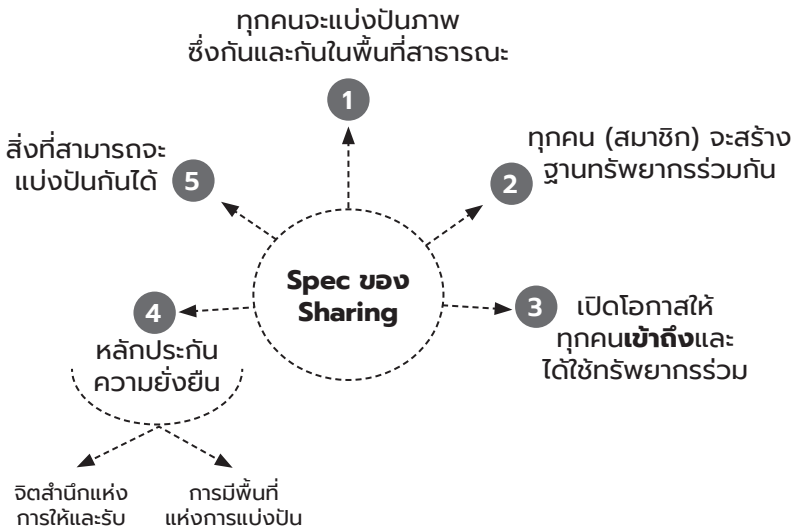 ทุกคนจะแบ่งปันภาพ
ซึ่งกันและกันในพื้นที่สาธารณะ
1
ทุกคน (สมาชิก) จะสร้าง
ฐานทรัพยากรร่วมกัน
2
สิ่งที่สามารถจะ
แบ่งปันกันได้
5
Spec ของ
Sharing
3
เปิดโอกาสให้
ทุกคนเข้าถึงและ
ได้ใช้ทรัพยากรร่วม
4
หลักประกัน
ความยั่งยืน
จิตสำนึกแห่ง
การให้และรับ
การมีพื้นที่
แห่งการแบ่งปัน